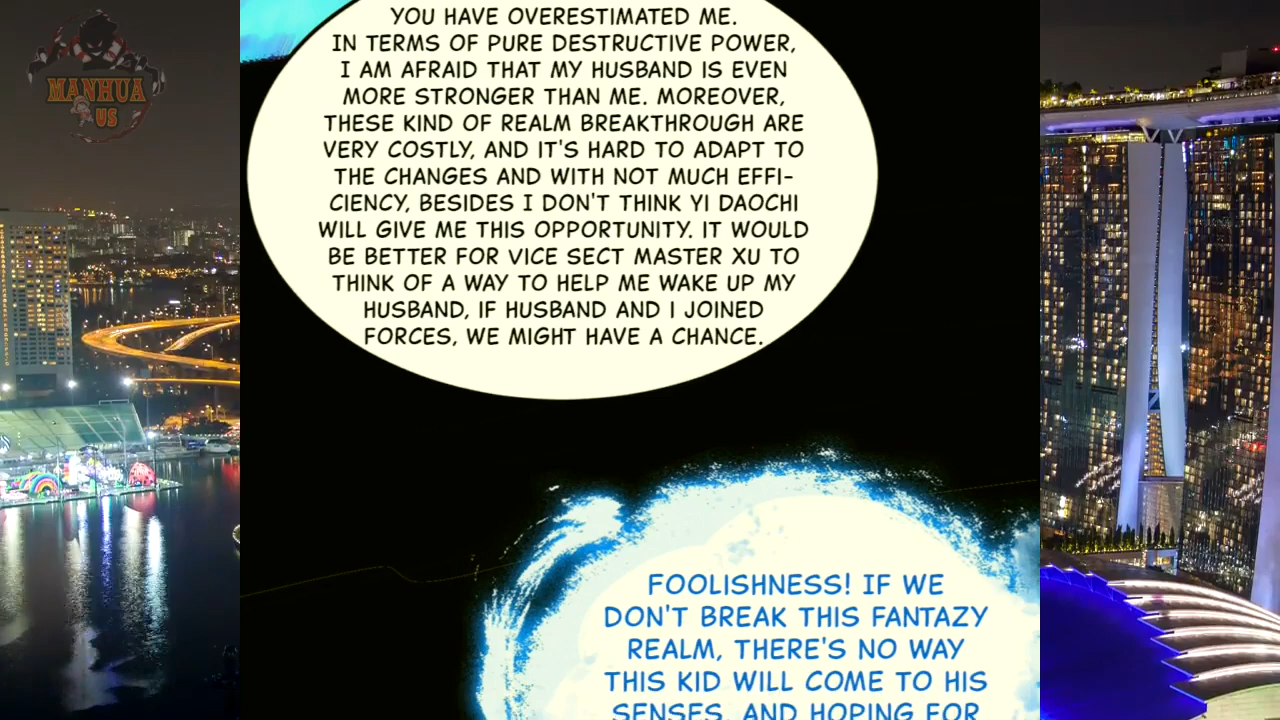 MANHUA
US
YOU HAVE OVERESTIMATED ME.
IN TERMS OF PURE DESTRUCTIVE POWER,
I AM AFRAID THAT MY HUSBAND IS EVEN
MORE STRONGER THAN ME. MOREOVER,
THESE KIND OF REALM BREAKTHROUGH ARE
VERY COSTLY, AND IT'S HARD TO ADAPT TO
THE CHANGES AND WITH NOT MUCH EFFI-
CIENCY, BESIDES I DON'T THINK YI DAOCHI
WILL GIVE ME THIS OPPORTUNITY. IT WOULD
BE BETTER FOR VICE SECT MASTER XU TO
THINK OF A WAY TO HELP ME WAKE UP MY
HUSBAND, IF HUSBAND AND I JOINED
FORCES, WE MIGHT HAVE A CHANCE.
FOOLISHNESS! IF WE
DON'T BREAK THIS FANTAZY
REALM, THERE'S NO WAY
THIS KID WILL COME TO HIS
SENSES, AND HOPING FOR